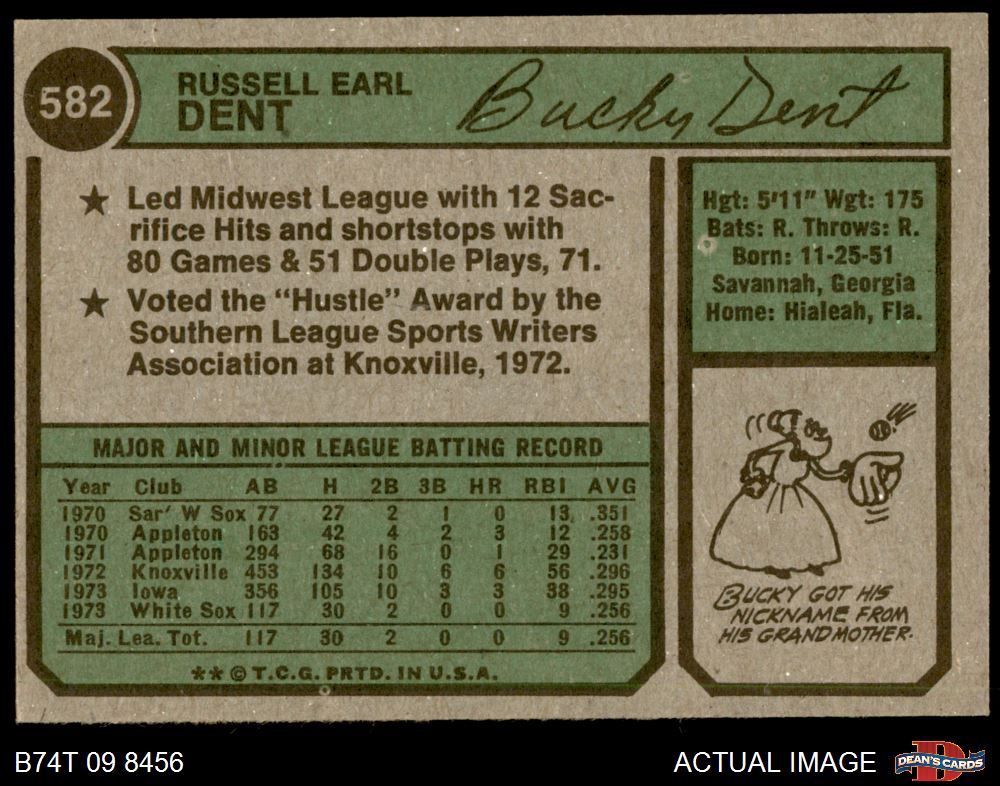 582
RUSSELL EARL
DENT
Bucky Dent
★ Led Midwest League with 12 Sac-
rifice Hits and shortstops with
80 Games & 51 Double Plays, 71.
★ Voted the "Hustle" Award by the
Southern League Sports Writers
Association at Knoxville, 1972.
Hgt: 5'11" Wgt: 175
Bats: R. Throws: R.
Born: 11-25-51
Savannah, Georgia
Home: Hialeah, Fla.
MAJOR AND MINOR LEAGUE BATTING RECORD
Year Club AB H 2B 3B HR RBI AVG
1970 Sar' W Sox 77 27 2 1 0 13 .351
1970 Appleton 163 42 4 2 3 12 .258
1971 Appleton 294 68 16 0 1 29 .231
1972 Knoxville 453 134 10 6 6 56 .296
1973 Iowa 356 105 10 3 3 38 .295
1973 White Sox 117 30 2 0 0 9 .256
Maj. Lea. Tot. 117 30 2 0 0 9 .256
**© T.C.G. PRTD. IN U.S.A.
BUCKY GOT HIS
NICKNAME FROM
HIS GRANDMOTHER.
B74T 09 8456
ACTUAL IMAGE
D
DEAN'S CARDS